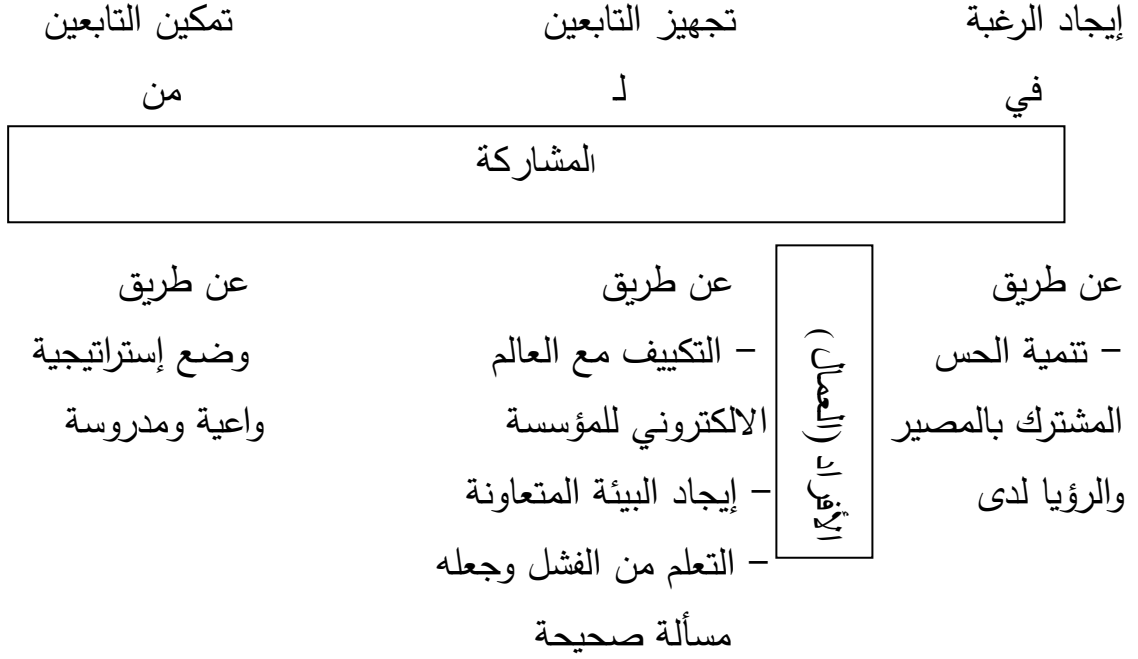 إيجاد الرغبة
في
تجهيز التابعين
لـ
تمكين التابعين
من
المشاركة
عن طريق
– تنمية الحس
المشترك بالمصير
والرؤيا لدى
الأفراد (العمال)
عن طريق
– التكييف مع العالم
الالكتروني للمؤسسة
– إيجاد البيئة المتعاونة
– التعلم من الفشل وجعله
مسألة صحيحة
عن طريق
وضع إستراتيجية
واعية ومدروسة